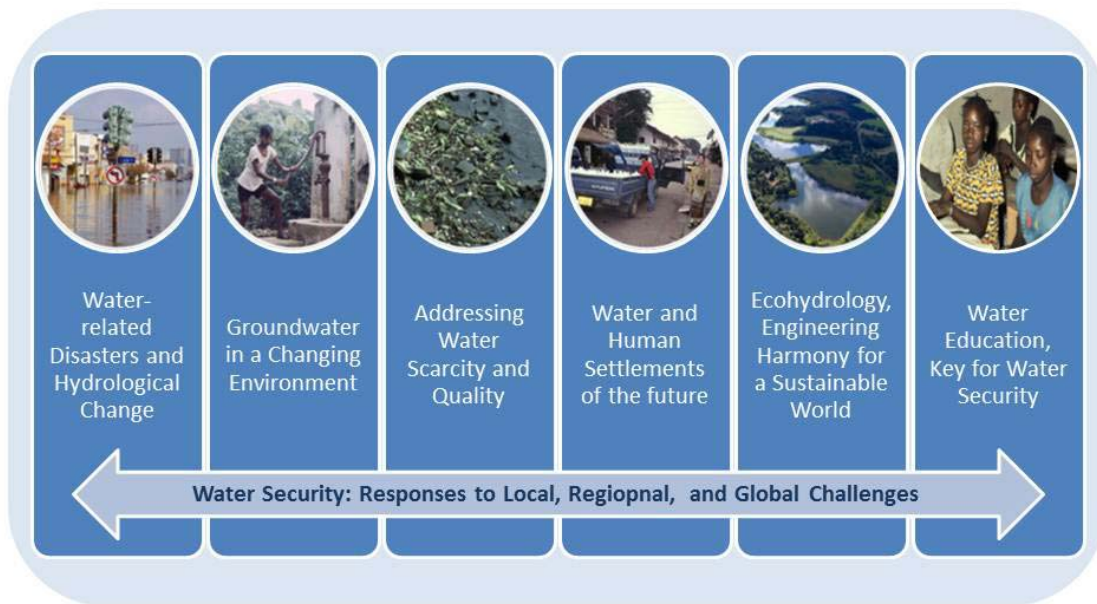 Water-
related
Disasters and
Hydrological
Change
Groundwater
in a Changing
Environment
Addressing
Water
Scarcity and
Quality
Water and
Human
Settlements
of the future
Ecohydrology,
Engineering
Harmony for
a Sustainable
World
Water
Education,
Key for Water
Security
Water Security: Responses to Local, Regiopnal,  and Global Challenges